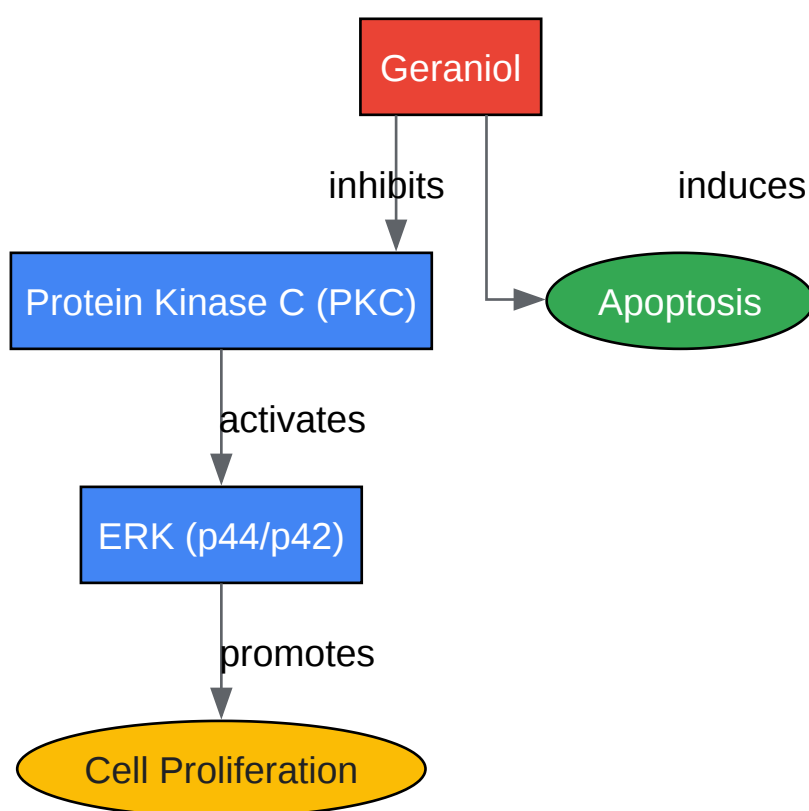 Geraniol
inhibits
induces
Protein Kinase C (PKC)
Apoptosis
activates
ERK (p44/p42)
promotes
Cell Proliferation